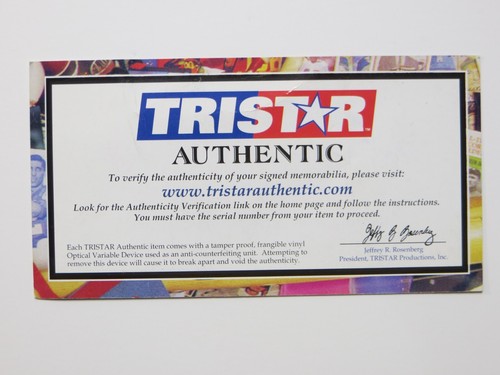 TRISTAR™
AUTHENTIC
To verify the authenticity of your signed memorabilia, please visit:
www.tristarauthentic.com
Look for the Authenticity Verification link on the home page and follow the instructions.
You must have the serial number from your item to proceed.
Each TRISTAR Authentic item comes with a tamper proof, frangible vinyl
Optical Variable Device used as an anti-counterfeiting unit. Attempting to
remove this device will cause it to break apart and void the authenticity.
Jeffrey R. Rosenberg
President, TRISTAR Productions, Inc.